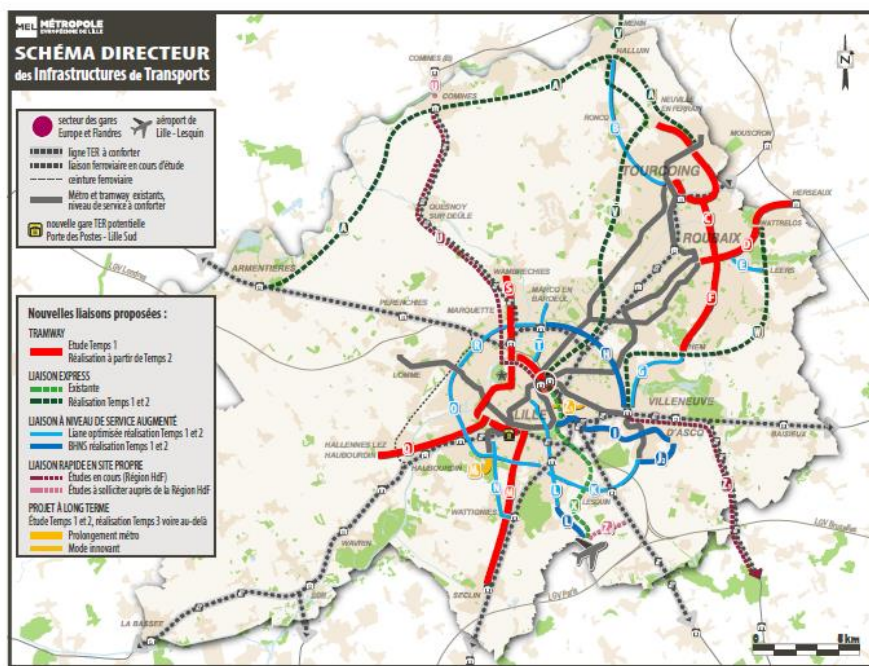 MEL MÉTROPOLE
EUROPÉENNE DE LILLE
SCHÉMA DIRECTEUR
des Infrastructures de Transports
secteur des gares
Europe et Flandres
aéroport de
Lille - Lesquin
ligne TER à conforter
liaison ferroviaire en cours d'étude
ceinture ferroviaire
Métro et tramway existants,
niveau de service à conforter
nouvelle gare TER potentielle
Porte des Postes - Lille Sud
Nouvelles liaisons proposées :
TRAMWAY
Etude Temps 1
Réalisation à partir de Temps 2
LIAISON EXPRESS
Existante
Réalisation Temps 1 et 2
LIAISON À NIVEAU DE SERVICE AUGMENTÉ
Liane optimisée réalisation Temps 1 et 2
BHNS réalisation Temps 1 et 2
LIAISON RAPIDE EN SITE PROPRE
Études en cours (Région HdF)
Études à solliciter auprès de la Région HdF
PROJET À LONG TERME
Étude Temps 1 et 2, réalisation Temps 3 voire au-delà
Prolongement métro
Mode innovant
MENIN
V
HALLUIN
N
COMINES (B)
U
COMINES
A
A
NEUVILLE
EN FERRAIN
RONCQ
B
MOUSCRON
TOURCOING
HERSEAUX
QUESNOY
SUR DEÛLE
A
U
V
C
WATTRELOS
ROUBAIX
D
E
LEERS
LGV Londres
ARMENTIÈRES
WAMBRECHIES
S
F
PERENCHIES
MARQUETTE
MARCQ EN
BAROEUL
R
T
H
W
HEM
G
LOMME
O
LILLE
VILLENEUVE
D'ASCQ
BAISIEUX
HALLENNES LEZ
HAUBOURDIN
Q
HAUBOURDIN
I
J
N
M
L
K
X
LESQUIN
WATTIGNIES
L
Z
Z
WAVRIN
LGV Bruxelles
LGV Paris
SECLIN
LA BASSEE
0 5 km